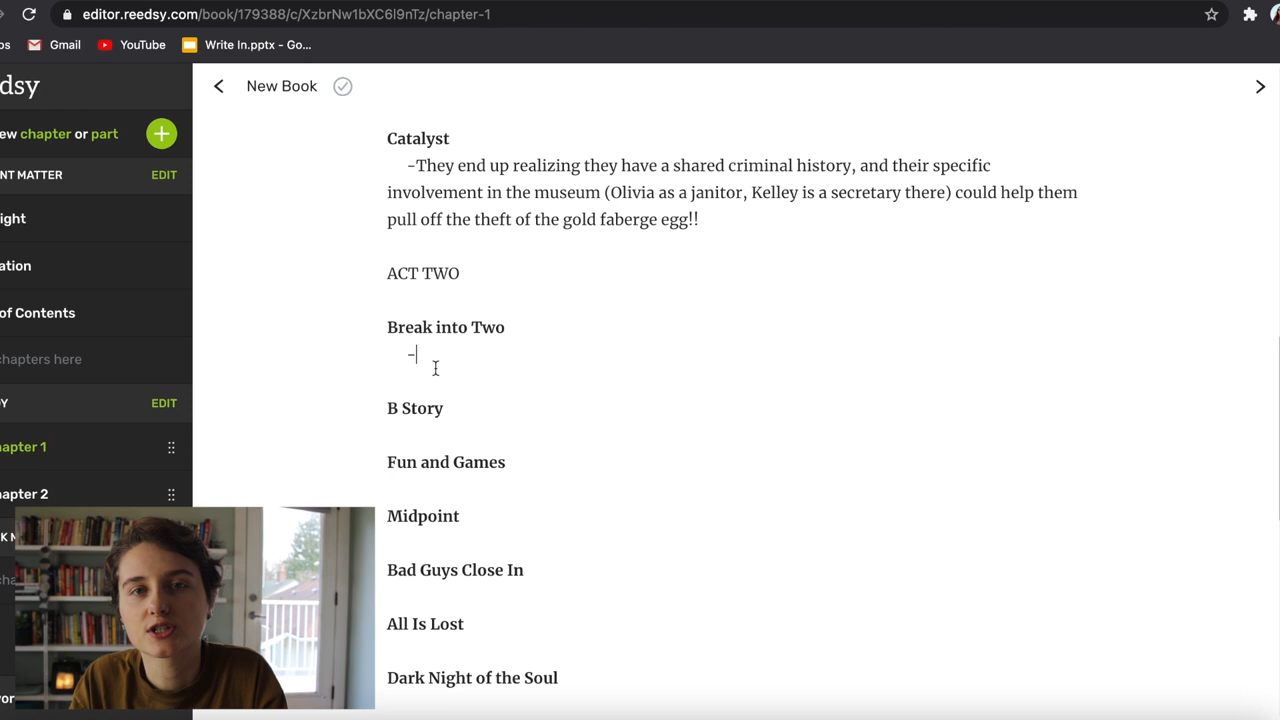 editor.reedsy.com/book/179388/c/XzbrNw1bXC6l9nTz/chapter-1
ps Gmail YouTube Write In.pptx - Go...
dsy
New Book
ew chapter or part
NT MATTER EDIT
ight
ation
of Contents
chapters here
Y EDIT
apter 1
apter 2
K M
cha
vor
Catalyst
-They end up realizing they have a shared criminal history, and their specific
involvement in the museum (Olivia as a janitor, Kelley is a secretary there) could help them
pull off the theft of the gold faberge egg!!
ACT TWO
Break into Two
-
B Story
Fun and Games
Midpoint
Bad Guys Close In
All Is Lost
Dark Night of the Soul